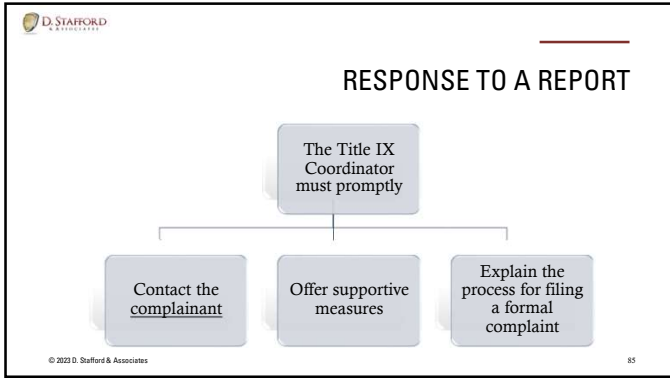 D. STAFFORD
& ASSOCIATES
RESPONSE TO A REPORT
The Title IX
Coordinator
must promptly
Contact the
complainant
Offer supportive
measures
Explain the
process for filing
a formal
complaint
© 2023 D. Stafford & Associates
85